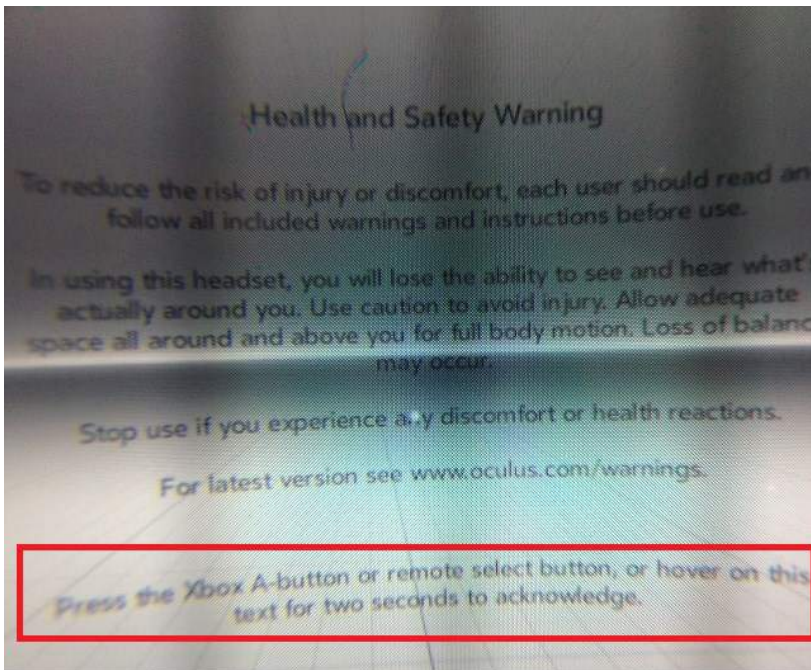 Health and Safety Warning
To reduce the risk of injury or discomfort, each user should read an
follow all included warnings and instructions before use.
In using this headset, you will lose the ability to see and hear what'
actually around you. Use caution to avoid injury. Allow adequate
space all around and above you for full body motion. Loss of balanc
may occur.
Stop use if you experience any discomfort or health reactions.
For latest version see www.oculus.com/warnings.
Press the Xbox A-button or remote select button, or hover on this
text for two seconds to acknowledge.